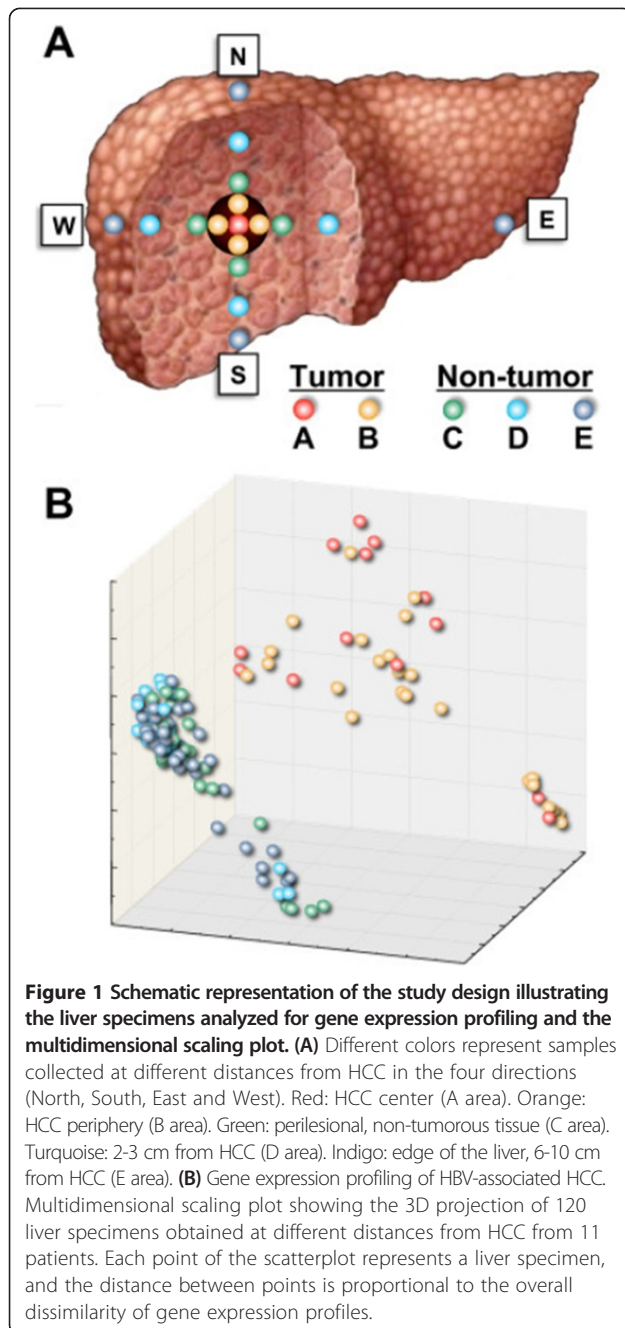 A
N
W
E
S
Tumor Non-tumor
A B C D E
B
Figure 1 Schematic representation of the study design illustrating
the liver specimens analyzed for gene expression profiling and the
multidimensional scaling plot. (A) Different colors represent samples
collected at different distances from HCC in the four directions
(North, South, East and West). Red: HCC center (A area). Orange:
HCC periphery (B area). Green: perilesional, non-tumorous tissue (C area).
Turquoise: 2-3 cm from HCC (D area). Indigo: edge of the liver, 6-10 cm
from HCC (E area). (B) Gene expression profiling of HBV-associated HCC.
Multidimensional scaling plot showing the 3D projection of 120
liver specimens obtained at different distances from HCC from 11
patients. Each point of the scatterplot represents a liver specimen,
and the distance between points is proportional to the overall
dissimilarity of gene expression profiles.